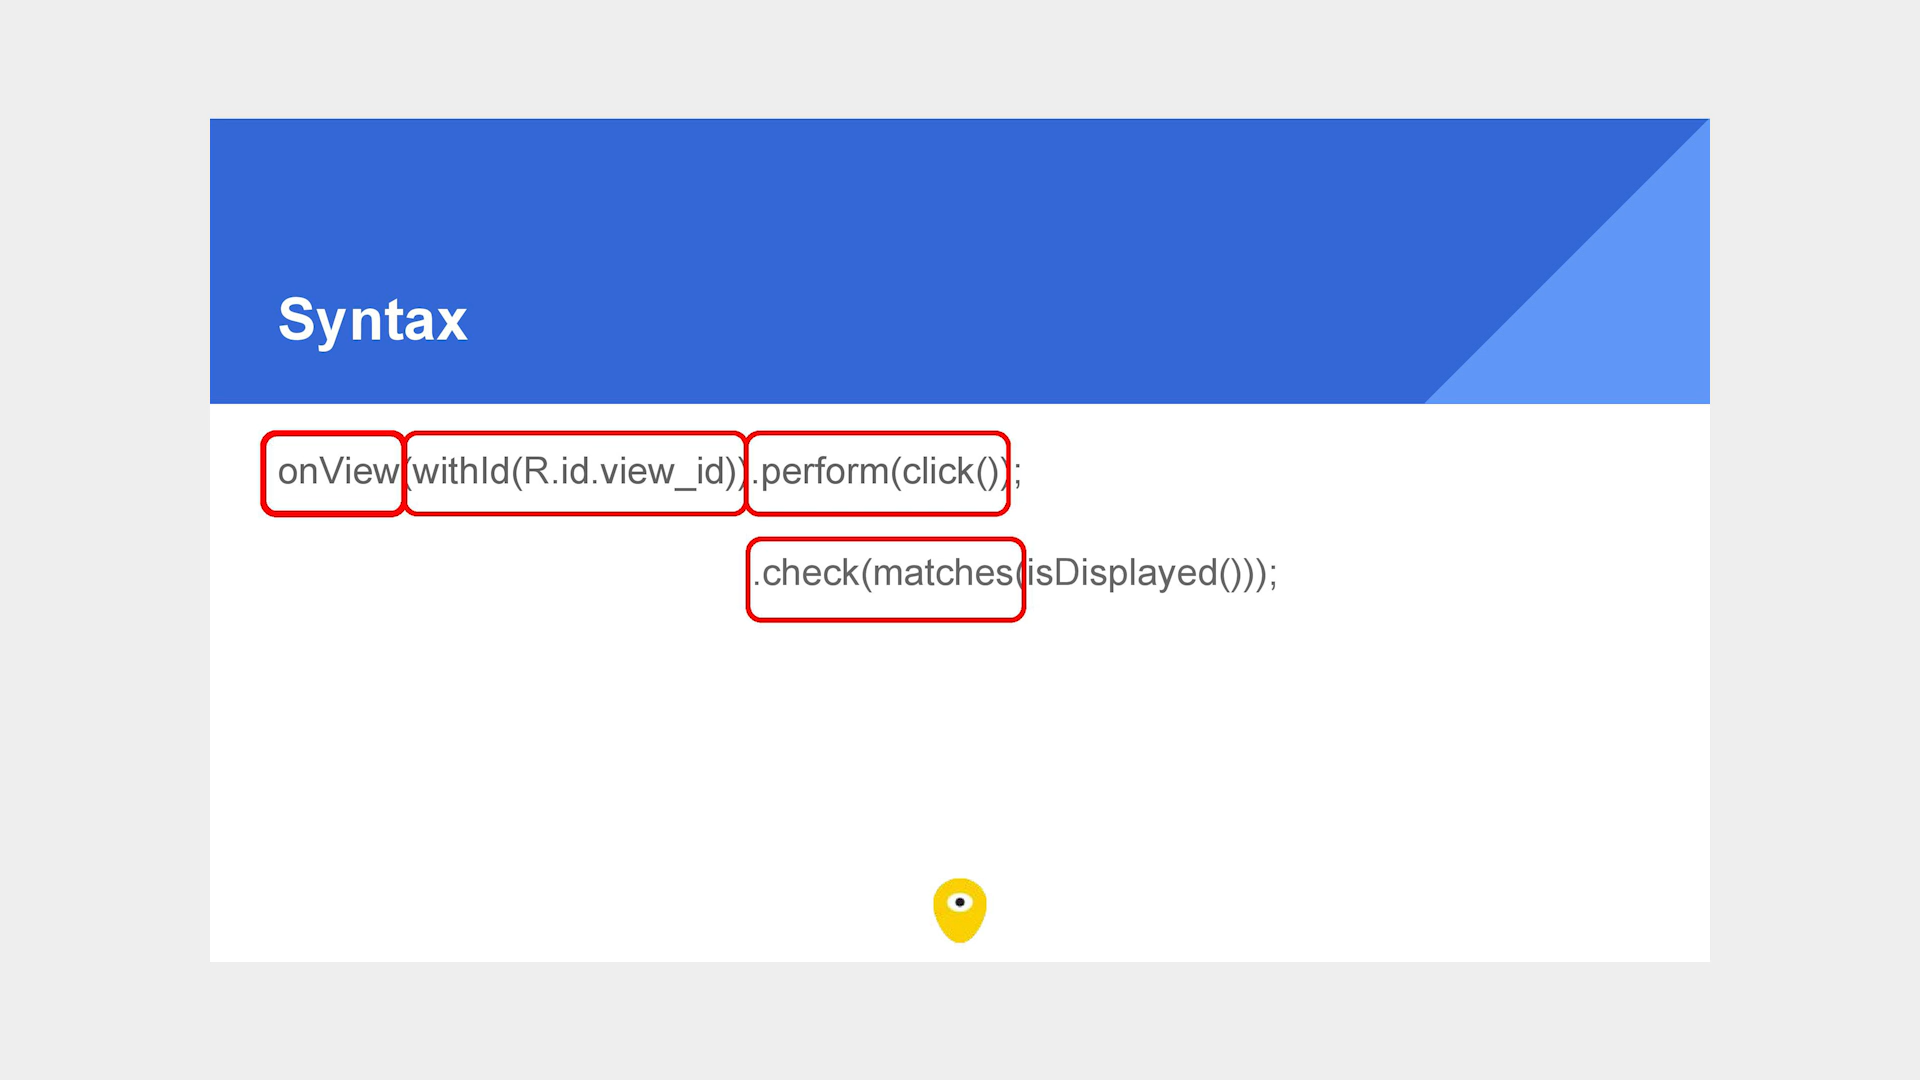 Syntax
onView(withId(R.id.view_id)).perform(click());
.check(matches(isDisplayed()));